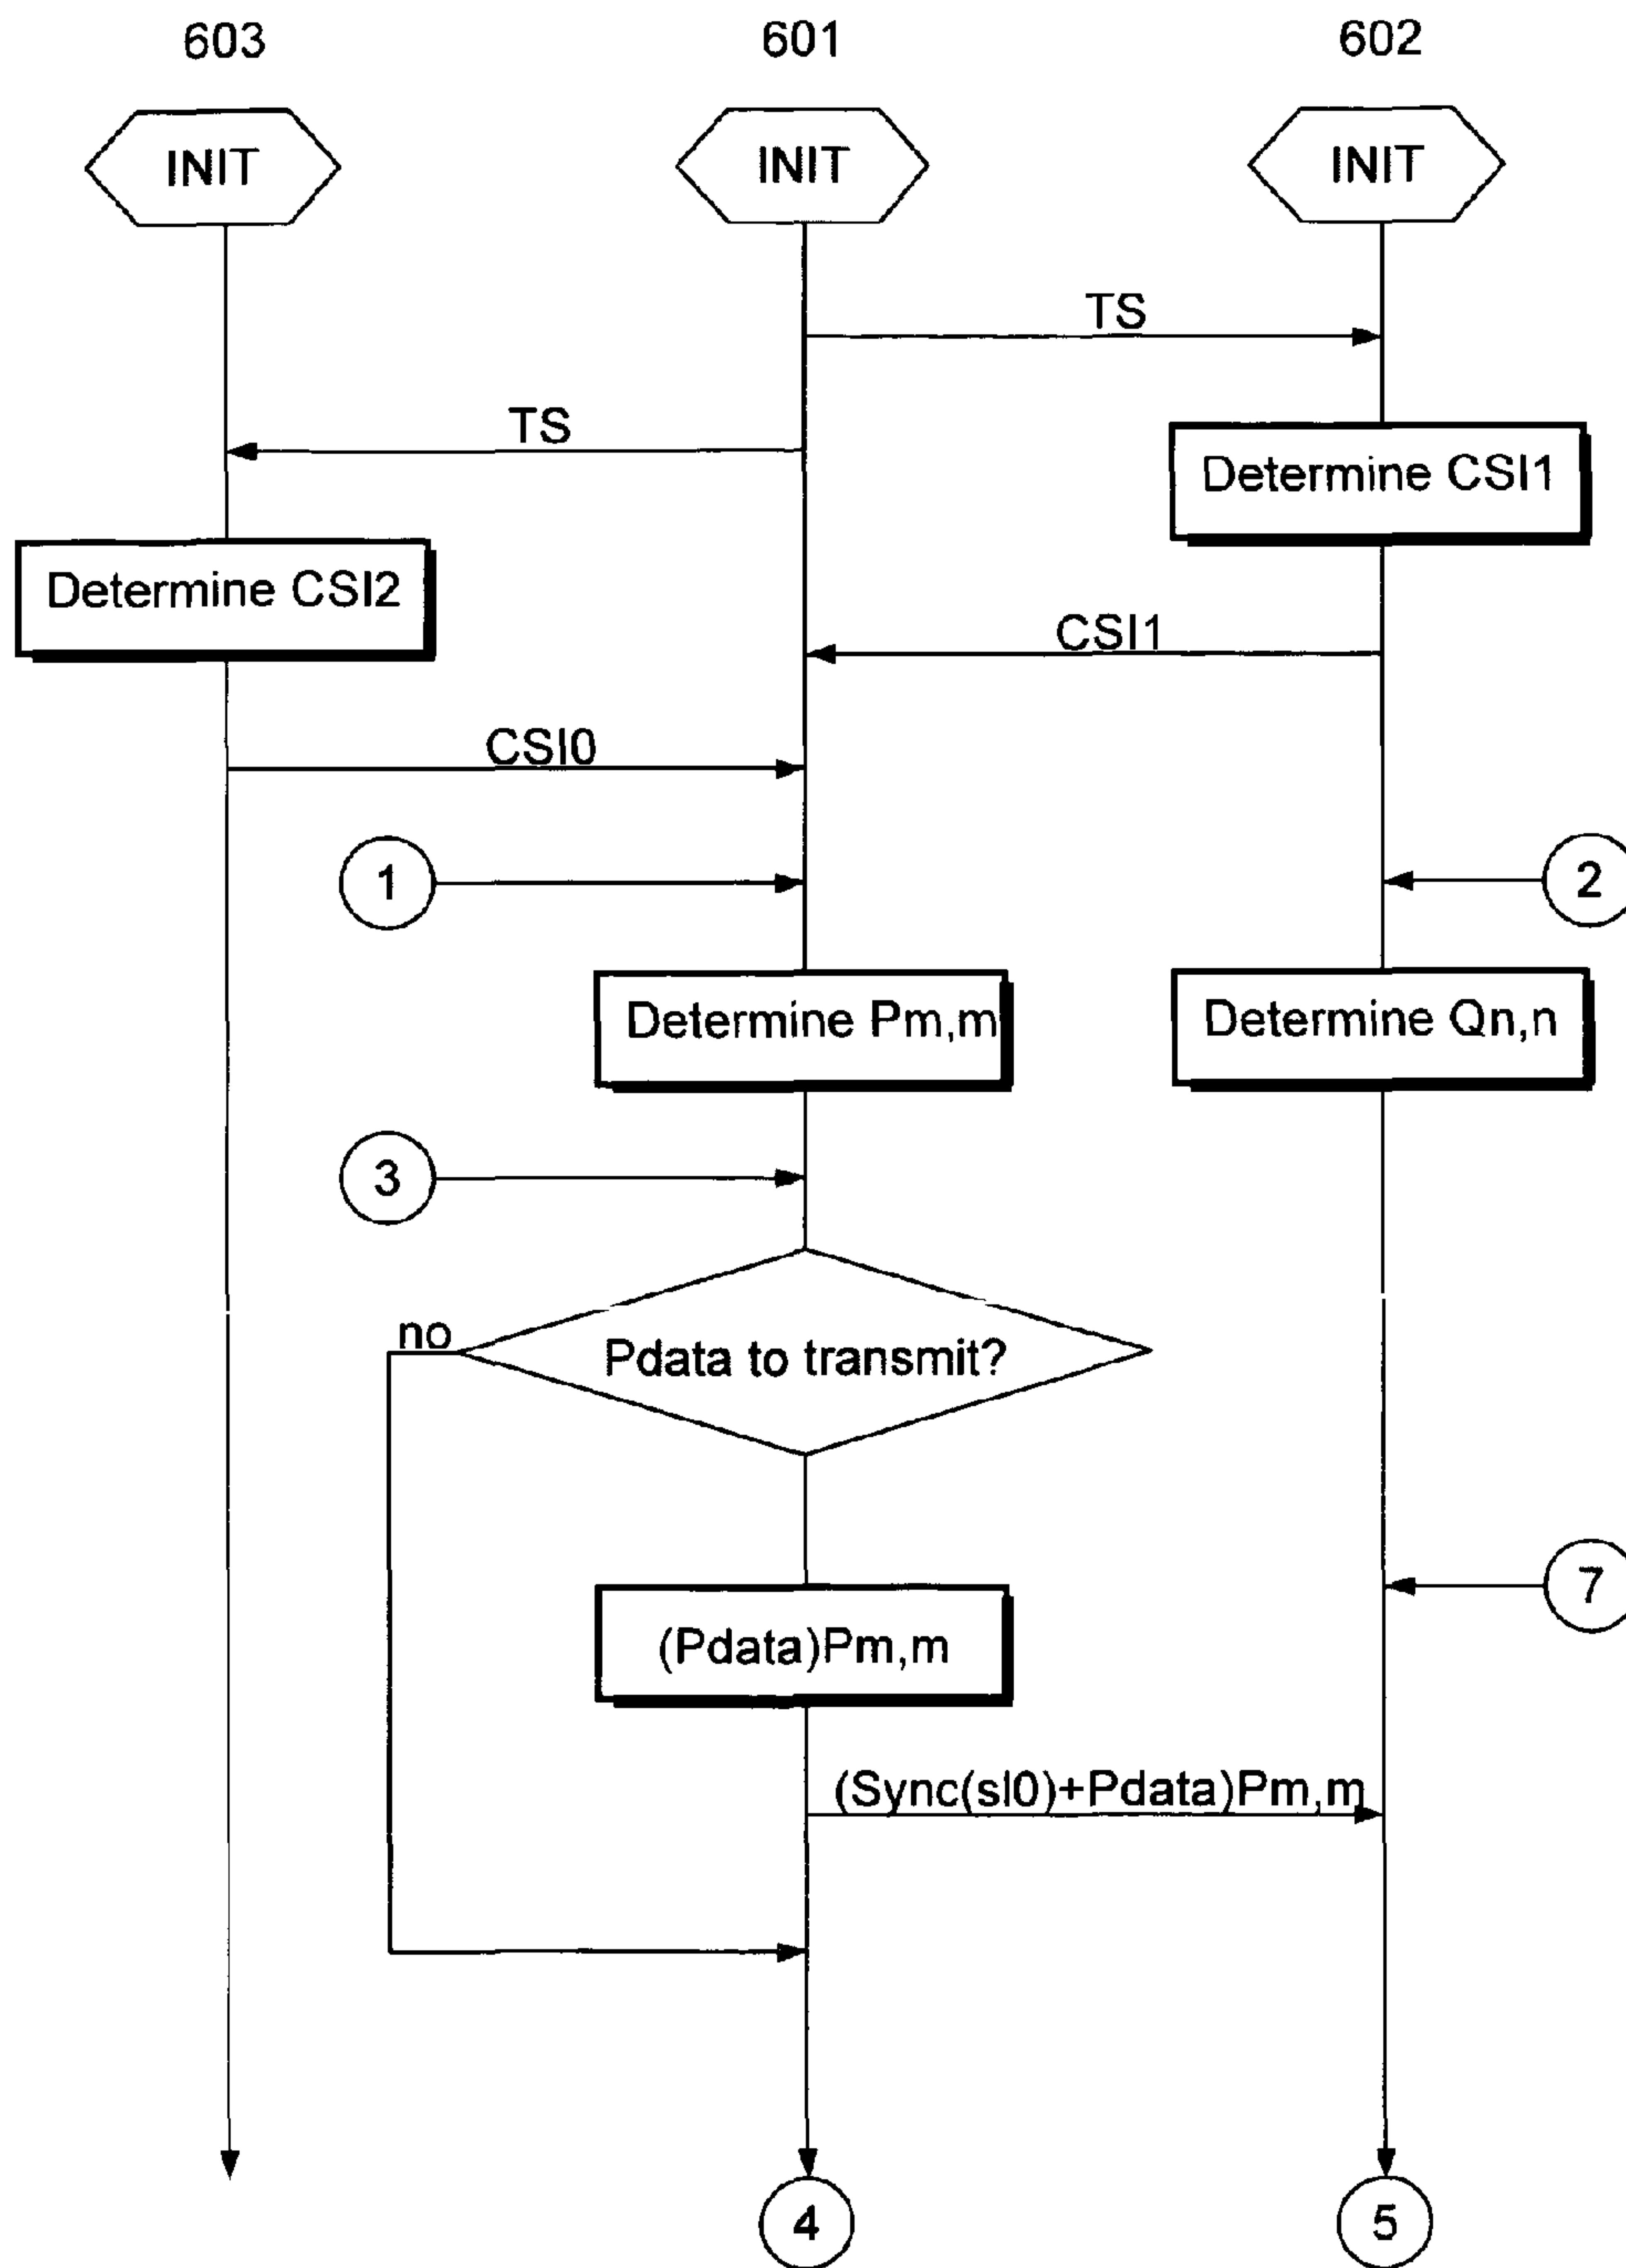 603
601
602
INIT
INIT
INIT
TS
TS
Determine CSI1
Determine CSI2
CSI1
CSI0
1
2
Determine Pm,m
Determine Qn,n
3
no
Pdata to transmit?
7
(Pdata)Pm,m
(Sync(sl0)+Pdata)Pm,m
4
5